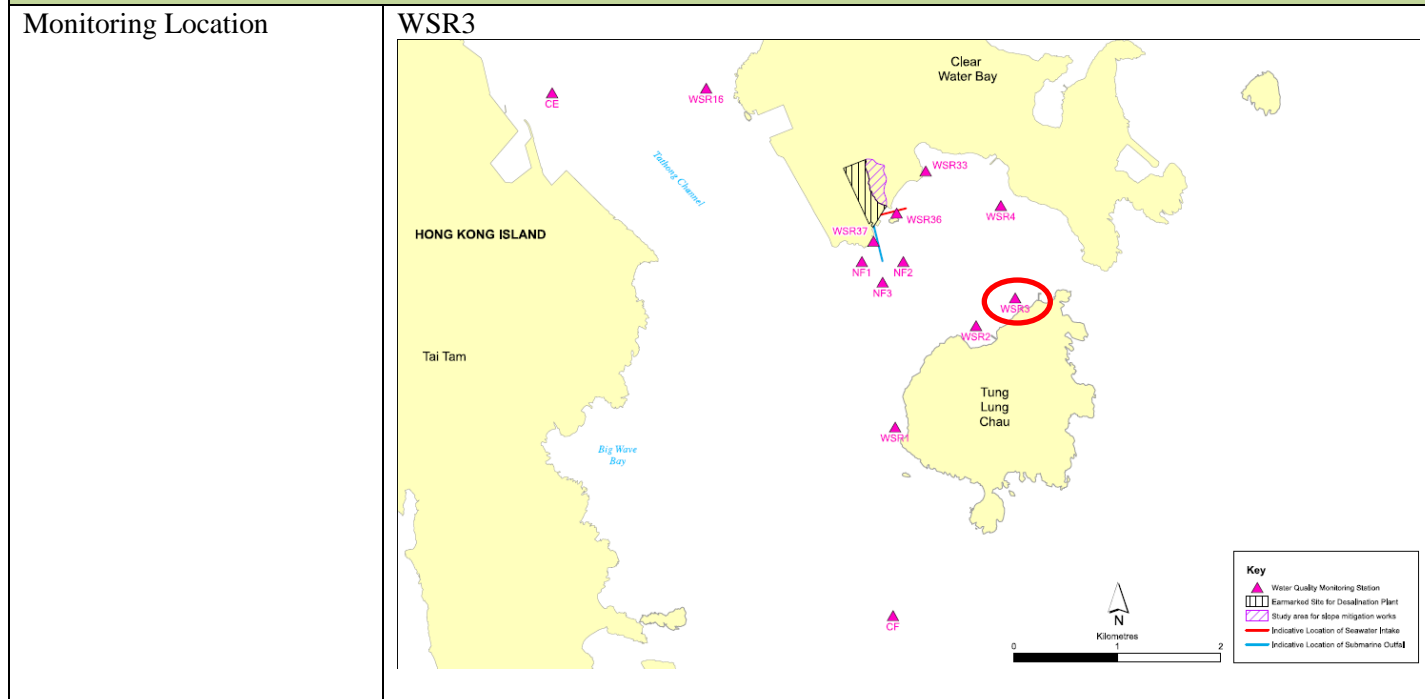 Monitoring Location
WSR3
Clear
Water Bay
CE
WSR16
Tathong Channel
WSR33
WSR36
WSR4
HONG KONG ISLAND
WSR37
NF1
NF2
NF3
WSR3
WSR2
Tai Tam
Tung
Lung
Chau
WSR1
Big Wave
Bay
CF
N
Kilometres
0
1
2
Key
Water Quality Monitoring Station
Earmarked Site for Desalination Plant
Study area for slope mitigation works
Indicative Location of Seawater Intake
Indicative Location of Submarine Outfall